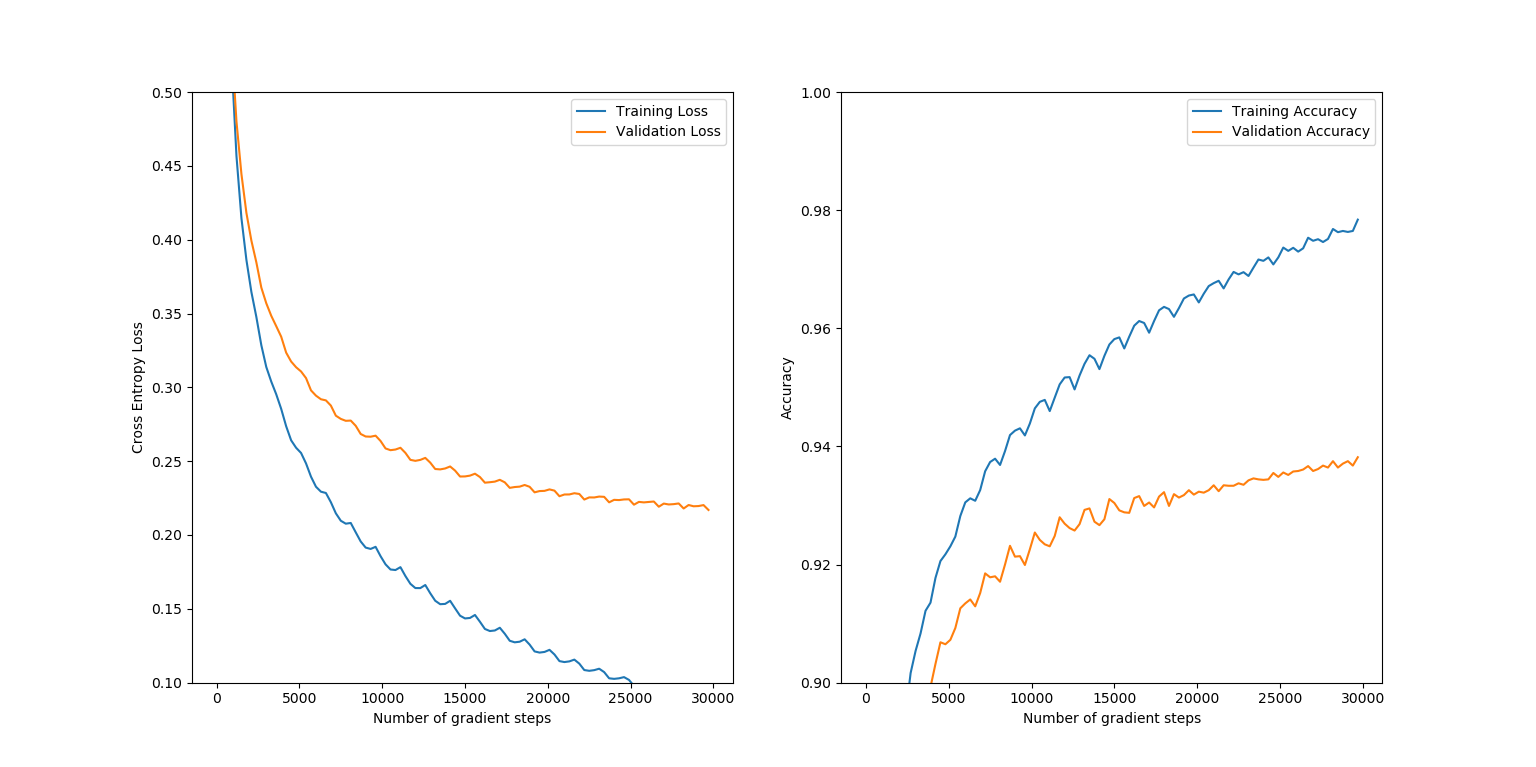 Training Loss
Validation Loss
Cross Entropy Loss
0.50
0.45
0.40
0.35
0.30
0.25
0.20
0.15
0.10
0 5000 10000 15000 20000 25000 30000
Number of gradient steps
Training Accuracy
Validation Accuracy
Accuracy
1.00
0.98
0.96
0.94
0.92
0.90
0 5000 10000 15000 20000 25000 30000
Number of gradient steps